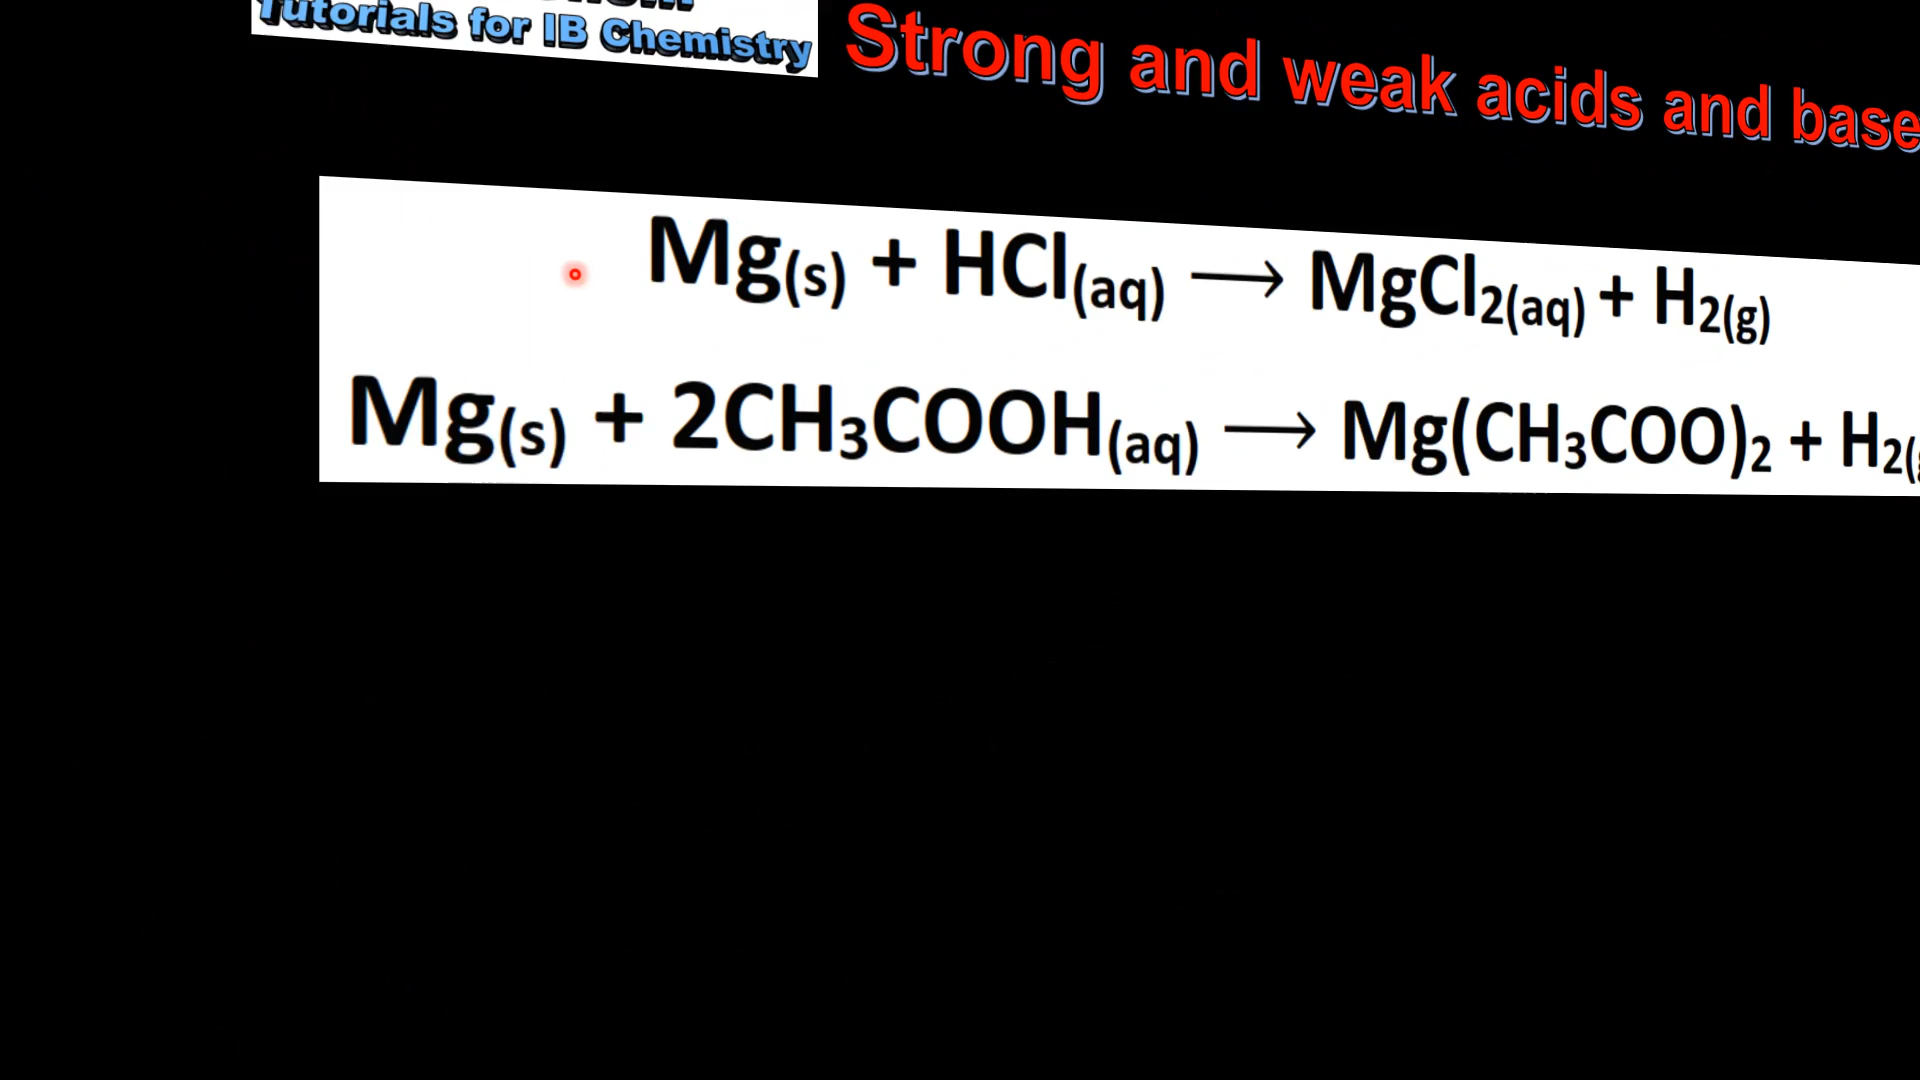 Tutorials for IB Chemistry
Strong and weak acids and base
Mg(s) + HCl(aq) ⟶ MgCl₂(aq) + H₂(g)
Mg(s) + 2CH₃COOH(aq) ⟶ Mg(CH₃COO)₂ + H₂(